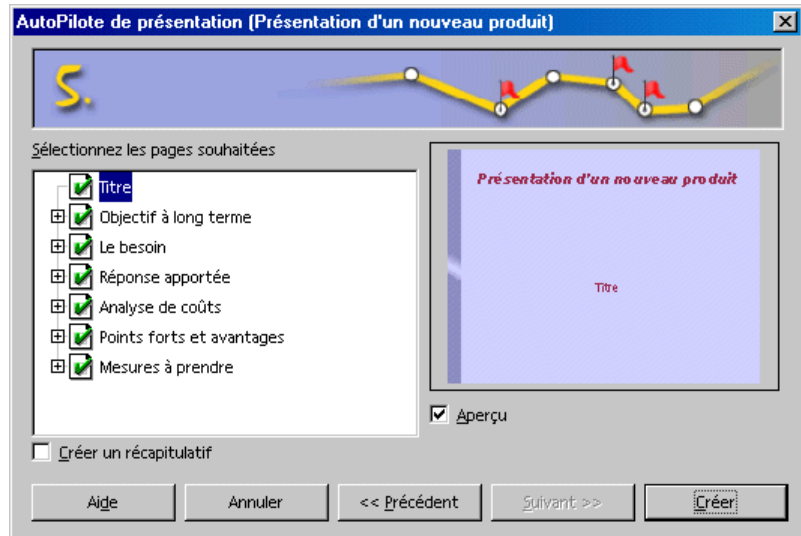 AutoPilote de présentation (Présentation d'un nouveau produit)
5.
Sélectionnez les pages souhaitées
Titre
Objectif à long terme
Le besoin
Réponse apportée
Analyse de coûts
Points forts et avantages
Mesures à prendre
Présentation d'un nouveau produit
Titre
Aperçu
Créer un récapitulatif
Aide
Annuler
<< Précédent
Suivant >>
Créer